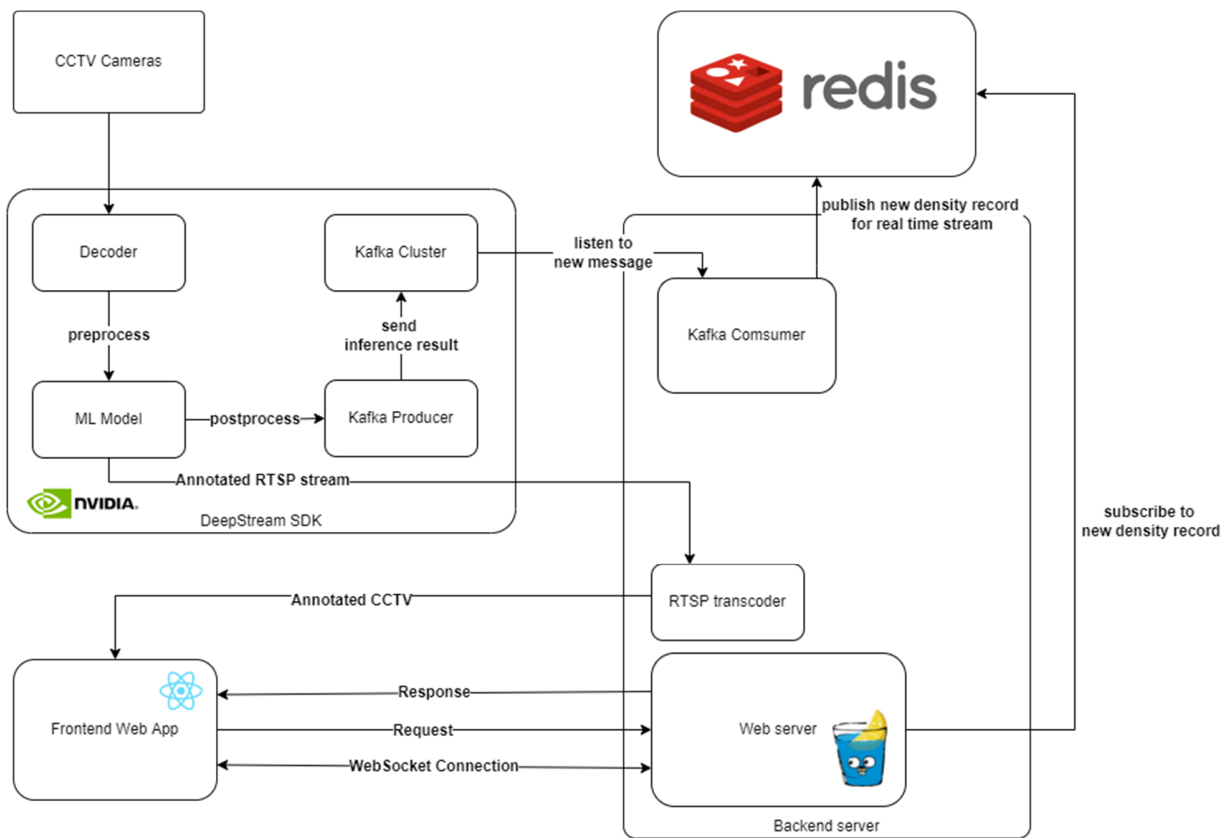 CCTV Cameras
redis
publish new density record
for real time stream
Decoder
Kafka Cluster
listen to
new message
preprocess
send
inference result
Kafka Comsumer
ML Model
postprocess
Kafka Producer
Annotated RTSP stream
NVIDIA.
DeepStream SDK
subscribe to
new density record
Annotated CCTV
RTSP transcoder
Response
Frontend Web App
Request
Web server
WebSocket Connection
Backend server